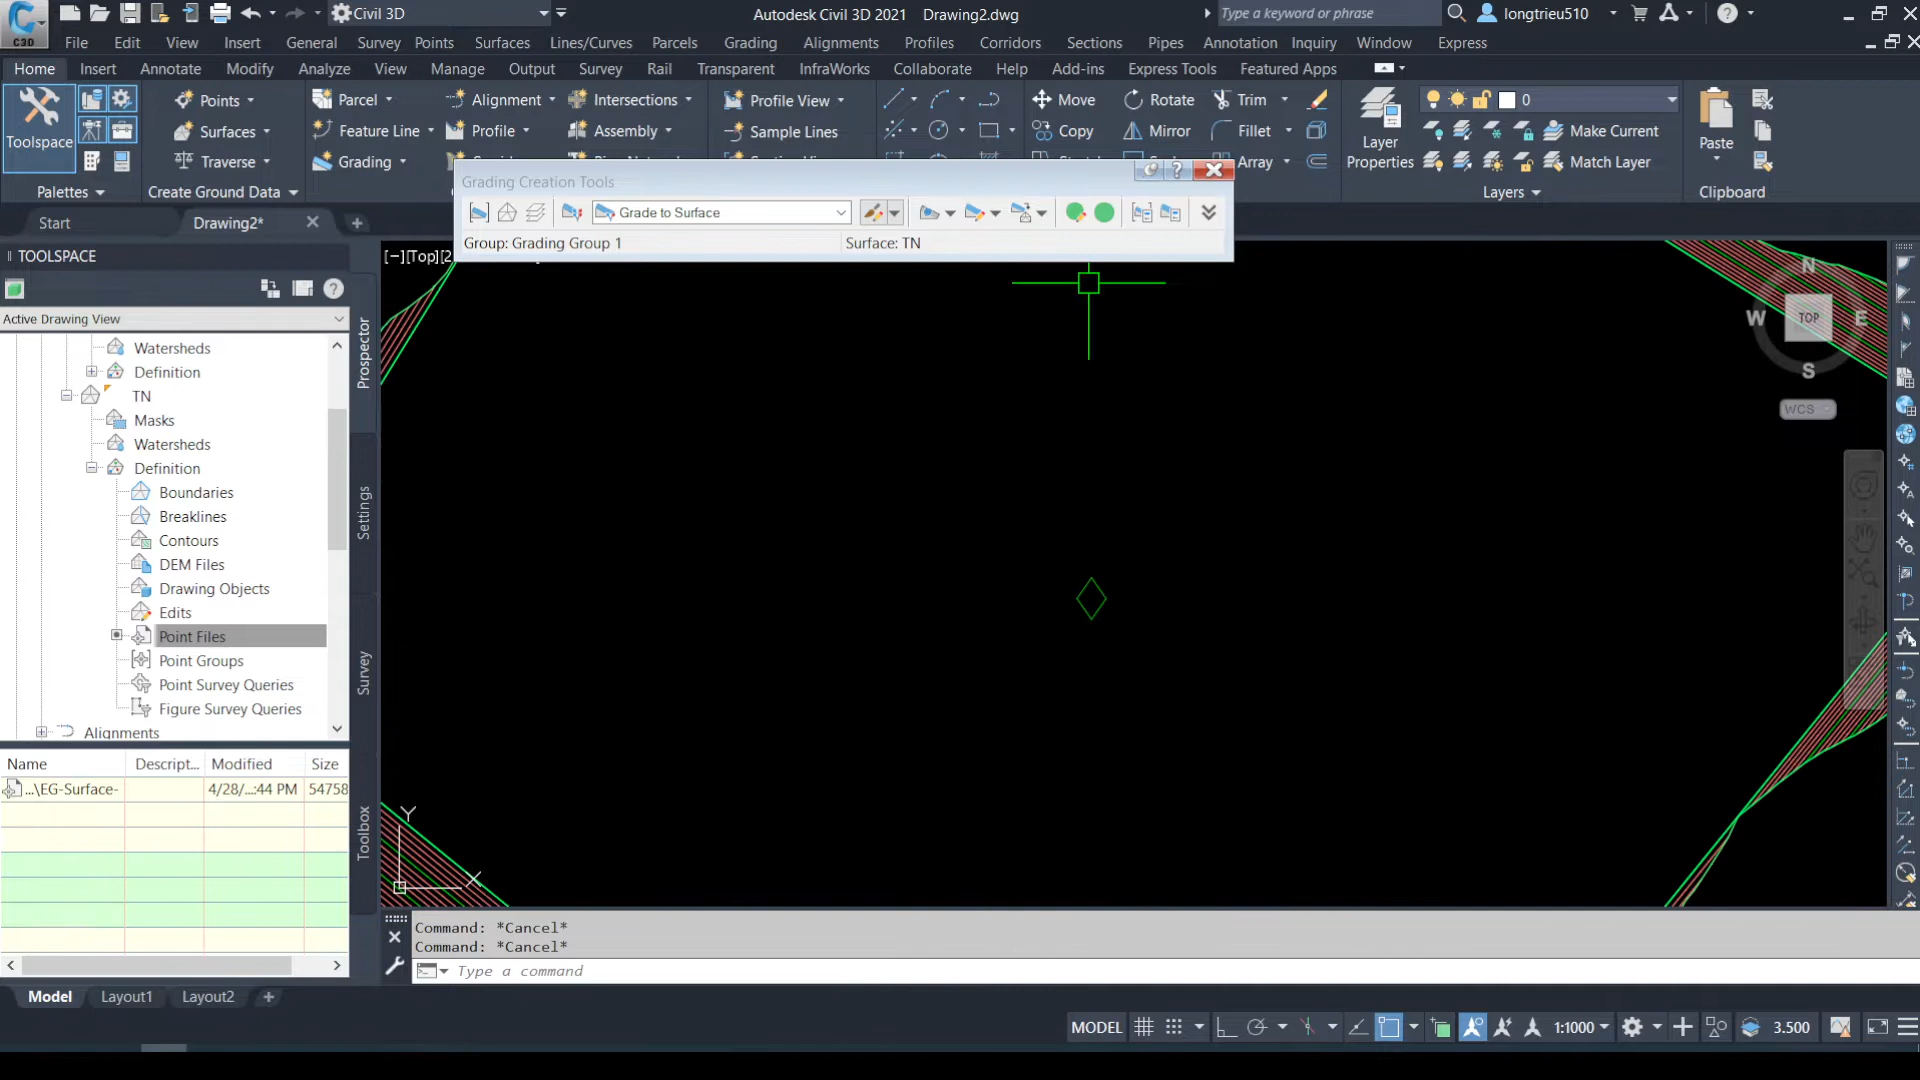 Civil 3D
Autodesk Civil 3D 2021 Drawing2.dwg
Type a keyword or phrase
longtrieu510
C3D
File Edit View Insert General Survey Points Surfaces Lines/Curves Parcels Grading Alignments Profiles Corridors Sections Pipes Annotation Inquiry Window Express
Home Insert Annotate Modify Analyze View Manage Output Survey Rail Transparent InfraWorks Collaborate Help Add-ins Express Tools Featured Apps
Points Parcel Alignment Intersections Profile View Move Rotate Trim 0
Toolspace Surfaces Feature Line Profile Assembly Sample Lines Copy Mirror Fillet Layer Properties Make Current Paste
Traverse Grading Array Match Layer
Palettes Create Ground Data Layers Clipboard
Grading Creation Tools
Grade to Surface
Group: Grading Group 1 Surface: TN
Start Drawing2*
TOOLSPACE
[−][Top][2
Active Drawing View
Watersheds
Definition
TN
Masks
Watersheds
Definition
Boundaries
Breaklines
Contours
DEM Files
Drawing Objects
Edits
Point Files
Point Groups
Point Survey Queries
Figure Survey Queries
Alignments
Prospector
Settings
Survey
Toolbox
Name Descript... Modified Size
...\EG-Surface- 4/28/...:44 PM 54758
N
W TOP E
S
WCS
Y
X
Command: *Cancel*
Command: *Cancel*
Type a command
Model Layout1 Layout2
MODEL 1:1000 3.500